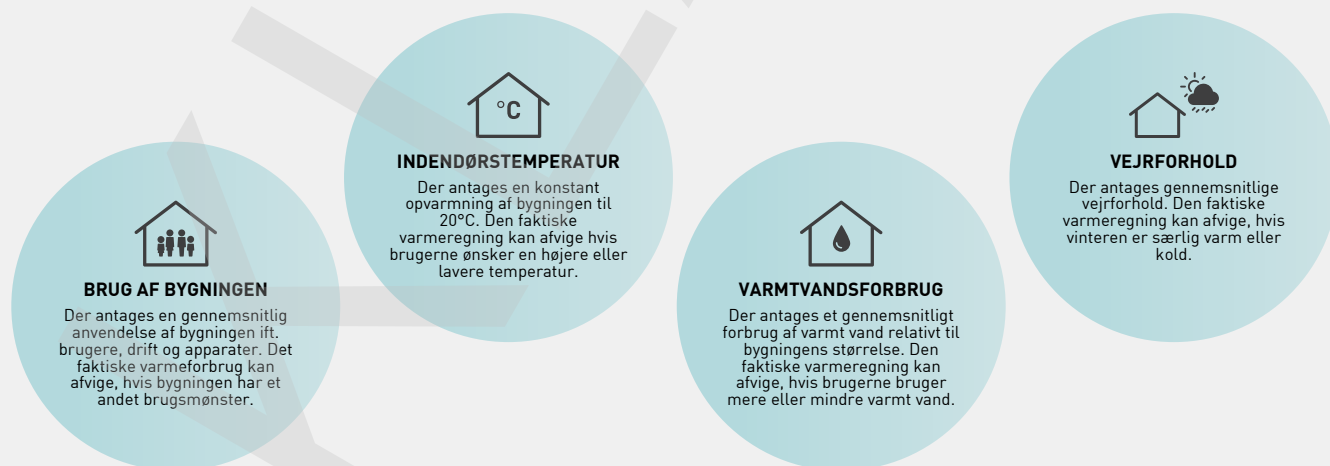 BRUG AF BYGNINGEN
Der antages en gennemsnitlig
anvendelse af bygningen ift.
brugere, drift og apparater. Det
faktiske varmeforbrug kan
afvige, hvis bygningen har et
andet brugsmønster.
°C
INDENDØRSTEMPERATUR
Der antages en konstant
opvarmning af bygningen til
20°C. Den faktiske
varmeregning kan afvige hvis
brugerne ønsker en højere eller
lavere temperatur.
VARMTVANDSFORBRUG
Der antages et gennemsnitligt
forbrug af varmt vand relativt til
bygningens størrelse. Den
faktiske varmeregning kan
afvige, hvis brugerne bruger
mere eller mindre varmt vand.
VEJRFORHOLD
Der antages gennemsnitlige
vejrforhold. Den faktiske
varmeregning kan afvige, hvis
vinteren er særlig varm eller
kold.